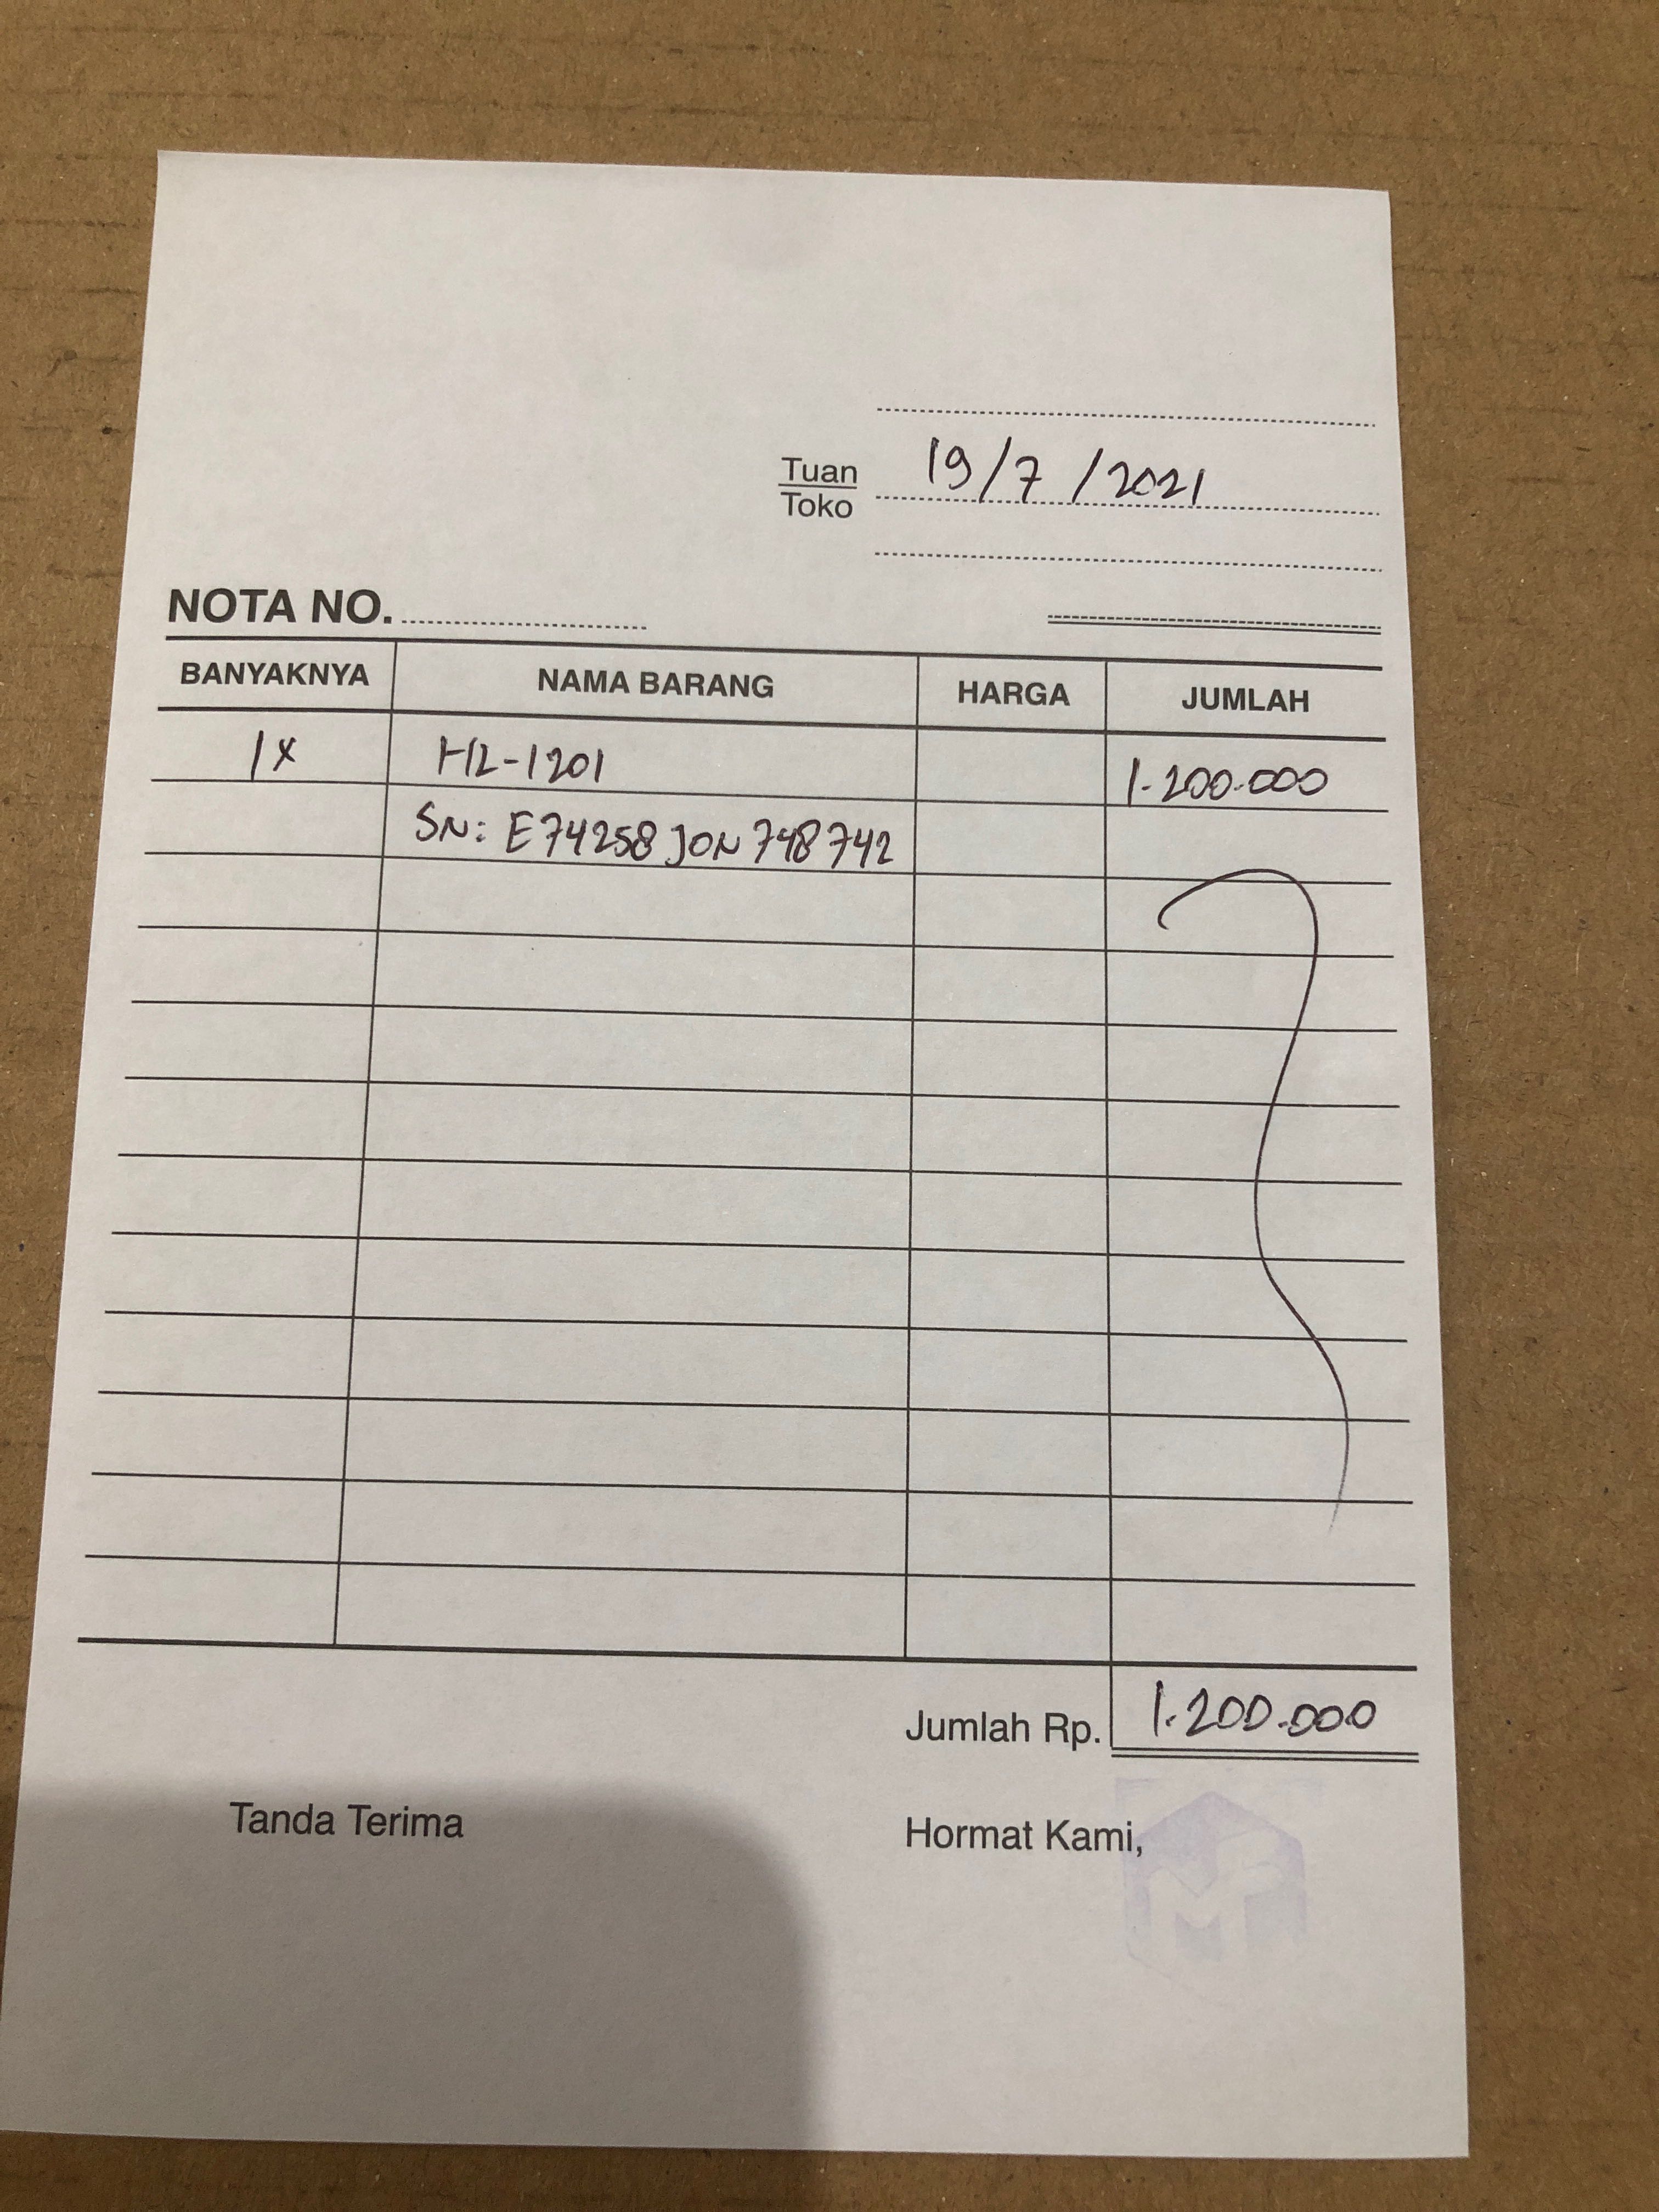 Tuan
Toko
19/7/2021
NOTA NO.
BANYAKNYA NAMA BARANG HARGA JUMLAH
1x HL-1201 1.200.000
SN: E74258JON748742
Jumlah Rp. 1.200.000
Tanda Terima Hormat Kami,